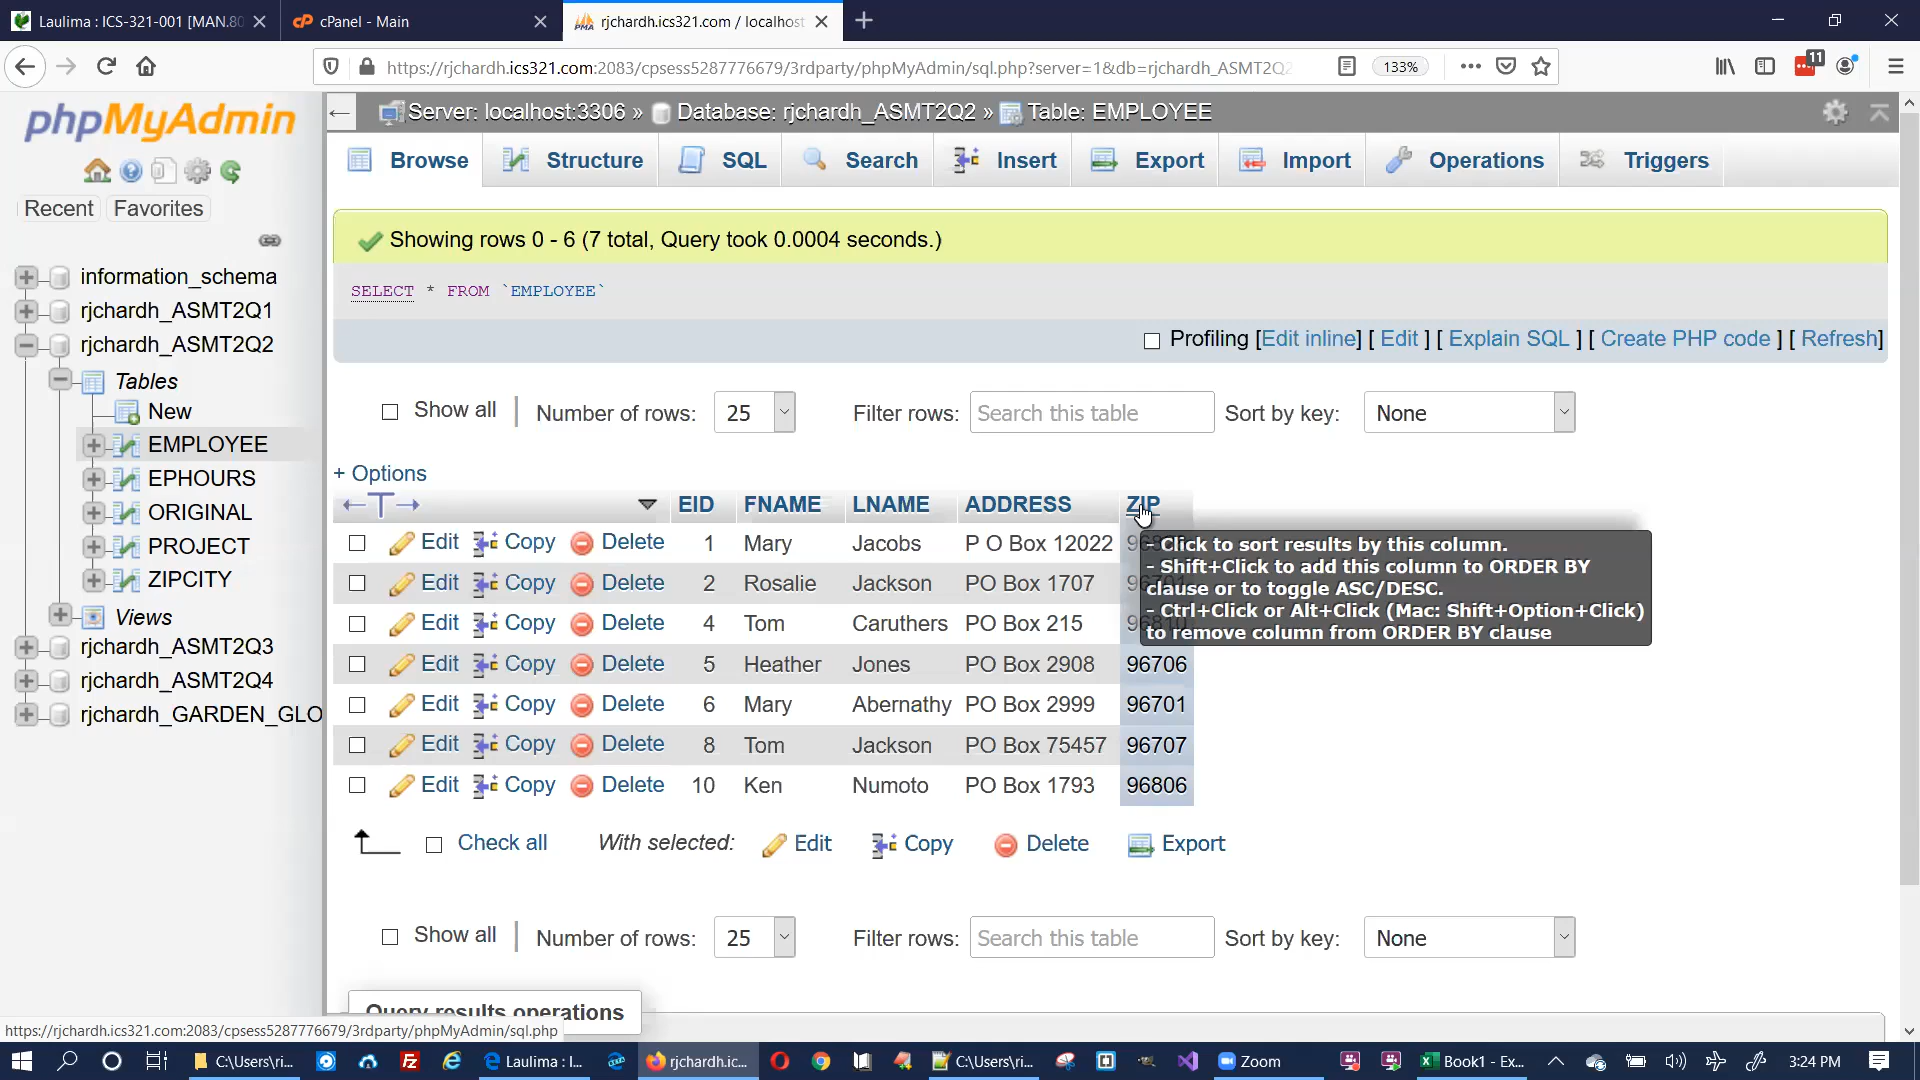 Laulima : ICS-321-001 [MAN.80
cPanel - Main
rjchardh.ics321.com / localhost
https://rjchardh.ics321.com:2083/cpsess5287776679/3rdparty/phpMyAdmin/sql.php?server=1&db=rjchardh_ASMT2Q2
133%
11
phpMyAdmin
Server: localhost:3306 » Database: rjchardh_ASMT2Q2 » Table: EMPLOYEE
Browse Structure SQL Search Insert Export Import Operations Triggers
Recent Favorites
information_schema
rjchardh_ASMT2Q1
rjchardh_ASMT2Q2
Tables
New
EMPLOYEE
EPHOURS
ORIGINAL
PROJECT
ZIPCITY
Views
rjchardh_ASMT2Q3
rjchardh_ASMT2Q4
rjchardh_GARDEN_GLO
Showing rows 0 - 6 (7 total, Query took 0.0004 seconds.)
SELECT * FROM `EMPLOYEE`
Profiling [Edit inline] [ Edit ] [ Explain SQL ] [ Create PHP code ] [ Refresh]
Show all | Number of rows: 25 Filter rows: Search this table Sort by key: None
+ Options
EID FNAME LNAME ADDRESS ZIP
Edit Copy Delete 1 Mary Jacobs P O Box 12022
Edit Copy Delete 2 Rosalie Jackson PO Box 1707
Edit Copy Delete 4 Tom Caruthers PO Box 215
Edit Copy Delete 5 Heather Jones PO Box 2908 96706
Edit Copy Delete 6 Mary Abernathy PO Box 2999 96701
Edit Copy Delete 8 Tom Jackson PO Box 75457 96707
Edit Copy Delete 10 Ken Numoto PO Box 1793 96806
- Click to sort results by this column.
- Shift+Click to add this column to ORDER BY
clause or to toggle ASC/DESC.
- Ctrl+Click or Alt+Click (Mac: Shift+Option+Click)
to remove column from ORDER BY clause
Check all With selected: Edit Copy Delete Export
Show all | Number of rows: 25 Filter rows: Search this table Sort by key: None
Query results operations
https://rjchardh.ics321.com:2083/cpsess5287776679/3rdparty/phpMyAdmin/sql.php
C:\Users\ri... Laulima : I... rjchardh.ic... C:\Users\ri... Zoom Book1 - Ex... 3:24 PM